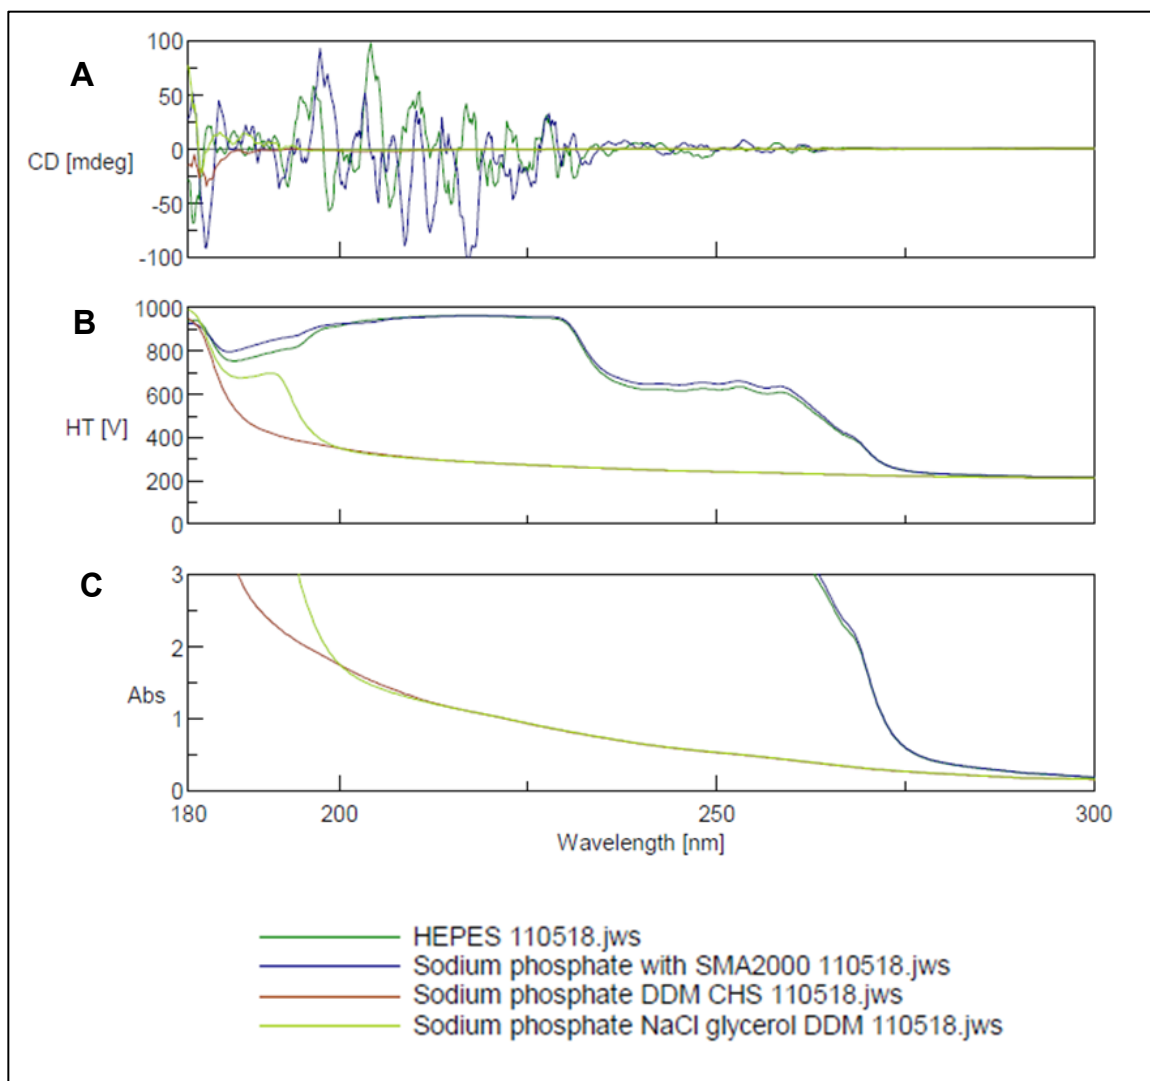 A
100
50
0
-50
-100
CD [mdeg]
B
1000
800
600
400
200
0
HT [V]
C
3
2
1
0
Abs
180 200 250 300
Wavelength [nm]
HEPES 110518.jws
Sodium phosphate with SMA2000 110518.jws
Sodium phosphate DDM CHS 110518.jws
Sodium phosphate NaCl glycerol DDM 110518.jws